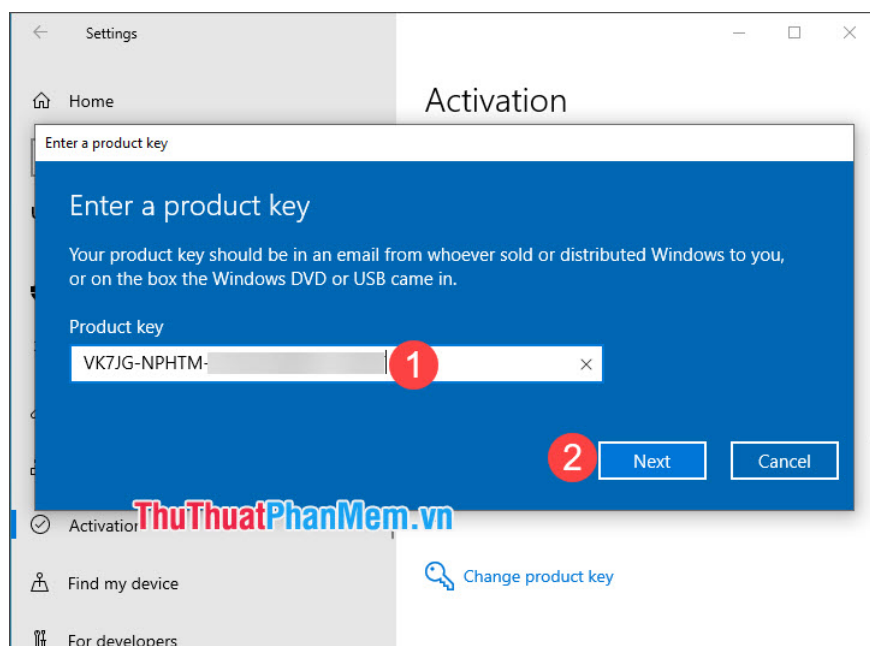 Settings
Home
Activation
Enter a product key
Enter a product key
Your product key should be in an email from whoever sold or distributed Windows to you,
or on the box the Windows DVD or USB came in.
Product key
VK7JG-NPHTM-
1
2
Next
Cancel
Activation
ThuThuatPhanMem.vn
Change product key
Find my device
For developers